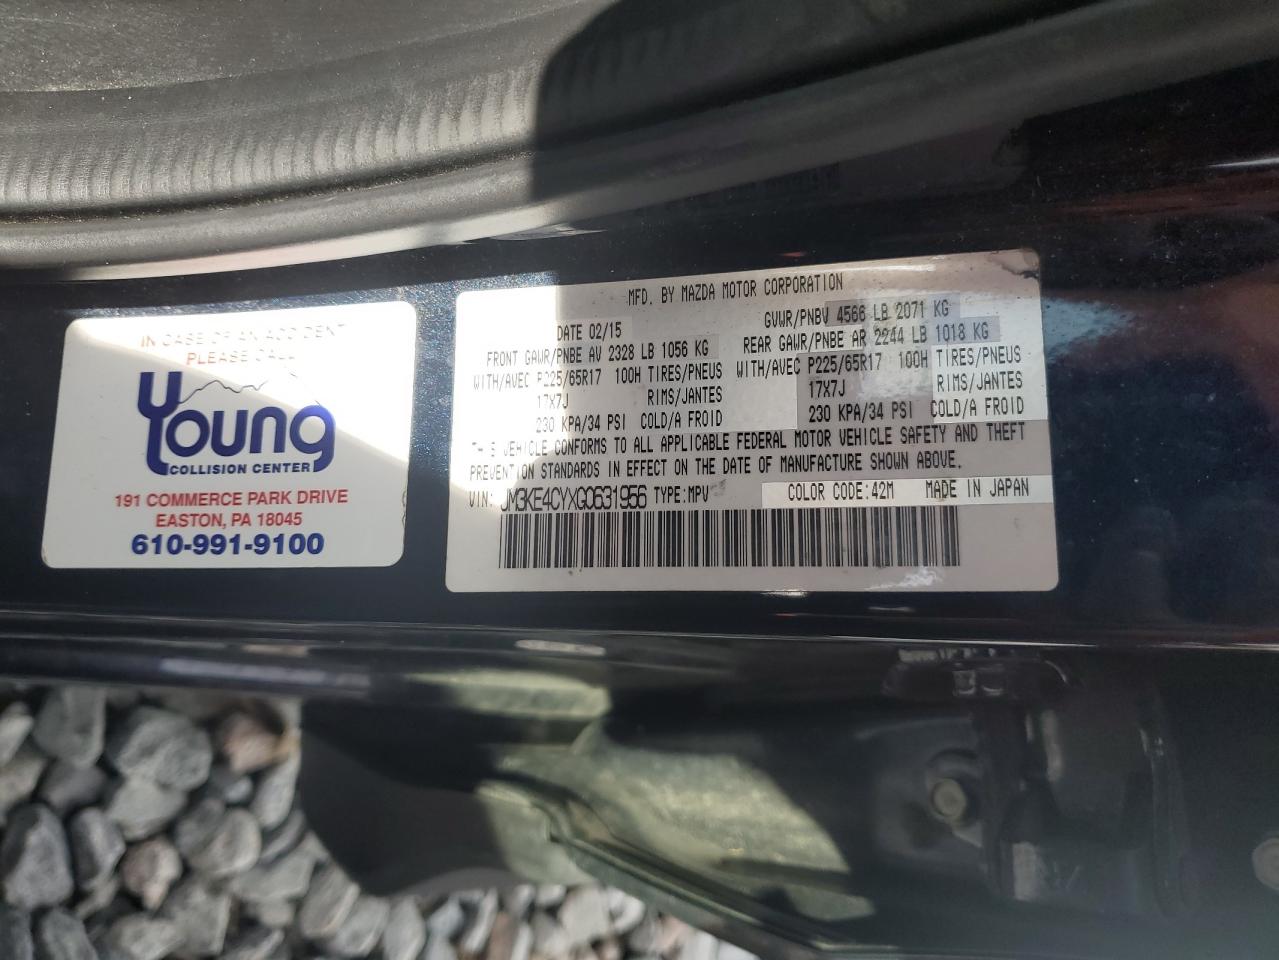 IN CASE OF AN ACCIDENT
PLEASE CALL
Young
COLLISION CENTER
191 COMMERCE PARK DRIVE
EASTON, PA 18045
610-991-9100
MFD. BY MAZDA MOTOR CORPORATION
DATE 02/15 GVWR/PNBV 4566 LB 2071 KG
FRONT GAWR/PNBE AV 2328 LB 1056 KG REAR GAWR/PNBE AR 2244 LB 1018 KG
WITH/AVEC P225/65R17 100H TIRES/PNEUS WITH/AVEC P225/65R17 100H TIRES/PNEUS
17X7J RIMS/JANTES 17X7J RIMS/JANTES
230 KPA/34 PSI COLD/A FROID 230 KPA/34 PSI COLD/A FROID
THIS VEHICLE CONFORMS TO ALL APPLICABLE FEDERAL MOTOR VEHICLE SAFETY AND THEFT
PREVENTION STANDARDS IN EFFECT ON THE DATE OF MANUFACTURE SHOWN ABOVE.
VIN: JM3KE4CYXG0631956 TYPE:MPV COLOR CODE:42M MADE IN JAPAN